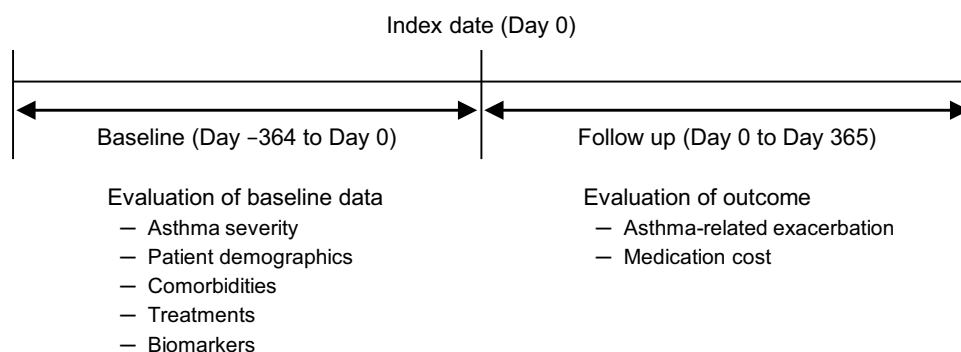 Index date (Day 0)
Baseline (Day –364 to Day 0)
Follow up (Day 0 to Day 365)
Evaluation of baseline data
– Asthma severity
– Patient demographics
– Comorbidities
– Treatments
– Biomarkers
Evaluation of outcome
– Asthma-related exacerbation
– Medication cost